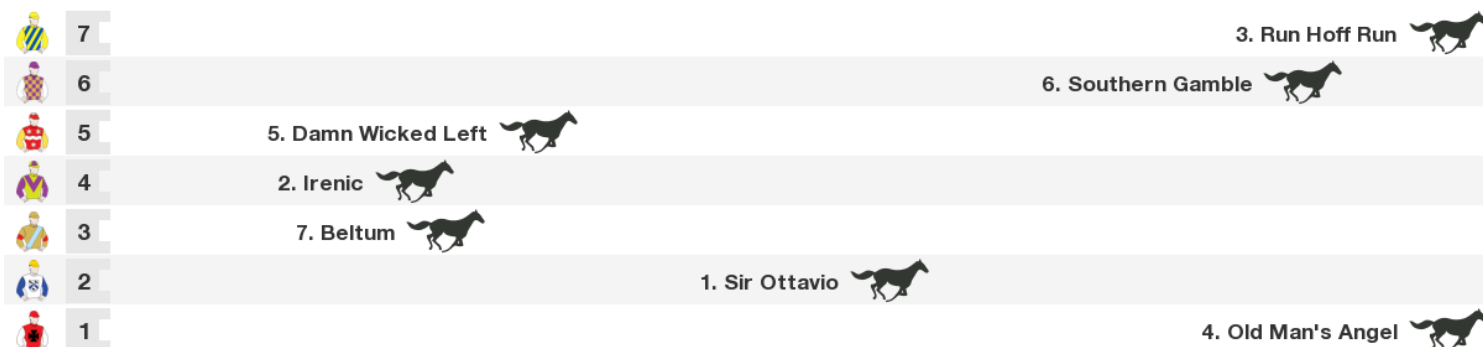 7 3. Run Hoff Run
6 6. Southern Gamble
5 5. Damn Wicked Left
4 2. Irenic
3 7. Beltum
2 1. Sir Ottavio
1 4. Old Man's Angel